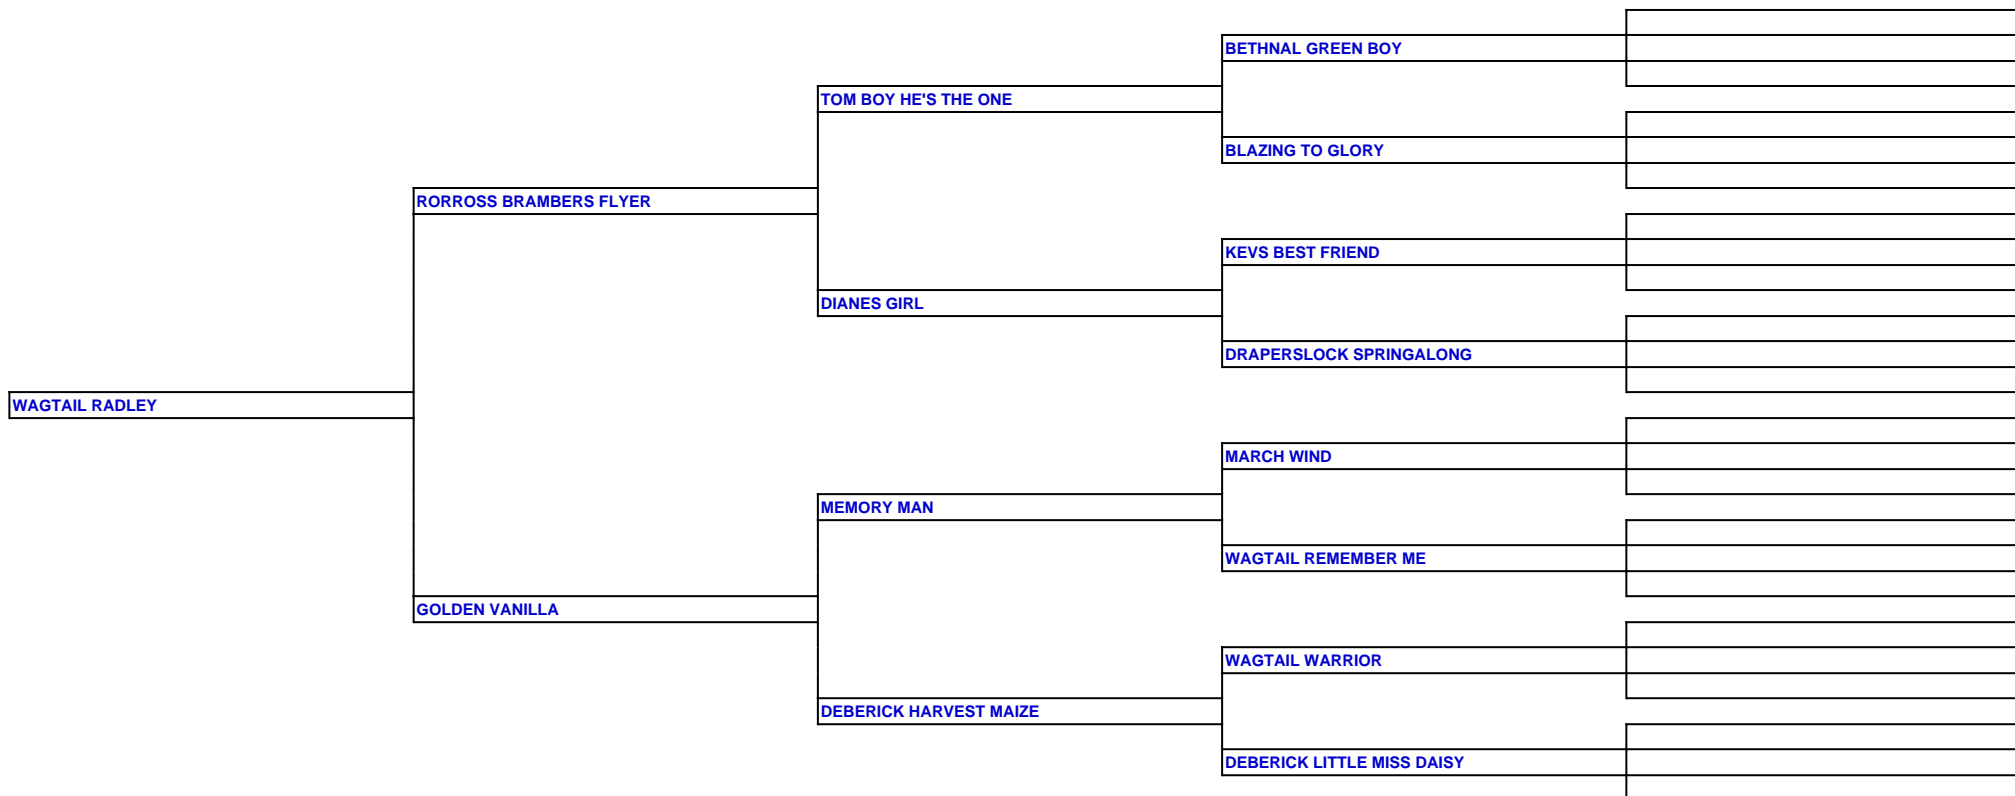 BETHNAL GREEN BOY
TOM BOY HE'S THE ONE
BLAZING TO GLORY
RORROSS BRAMBERS FLYER
KEVS BEST FRIEND
DIANES GIRL
DRAPERSLOCK SPRINGALONG
WAGTAIL RADLEY
MARCH WIND
MEMORY MAN
WAGTAIL REMEMBER ME
GOLDEN VANILLA
WAGTAIL WARRIOR
DEBERICK HARVEST MAIZE
DEBERICK LITTLE MISS DAISY